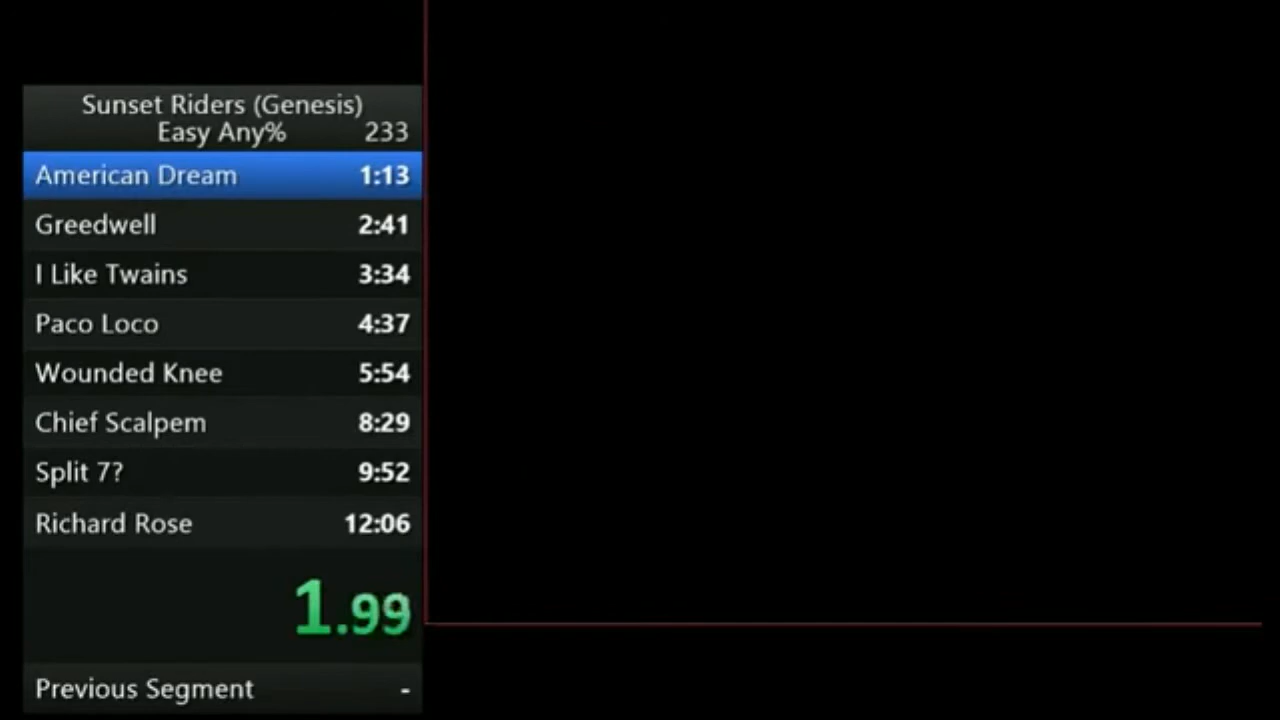 Sunset Riders (Genesis)
Easy Any% 233
American Dream 1:13
Greedwell 2:41
I Like Twains 3:34
Paco Loco 4:37
Wounded Knee 5:54
Chief Scalpem 8:29
Split 7? 9:52
Richard Rose 12:06
1.99
Previous Segment -